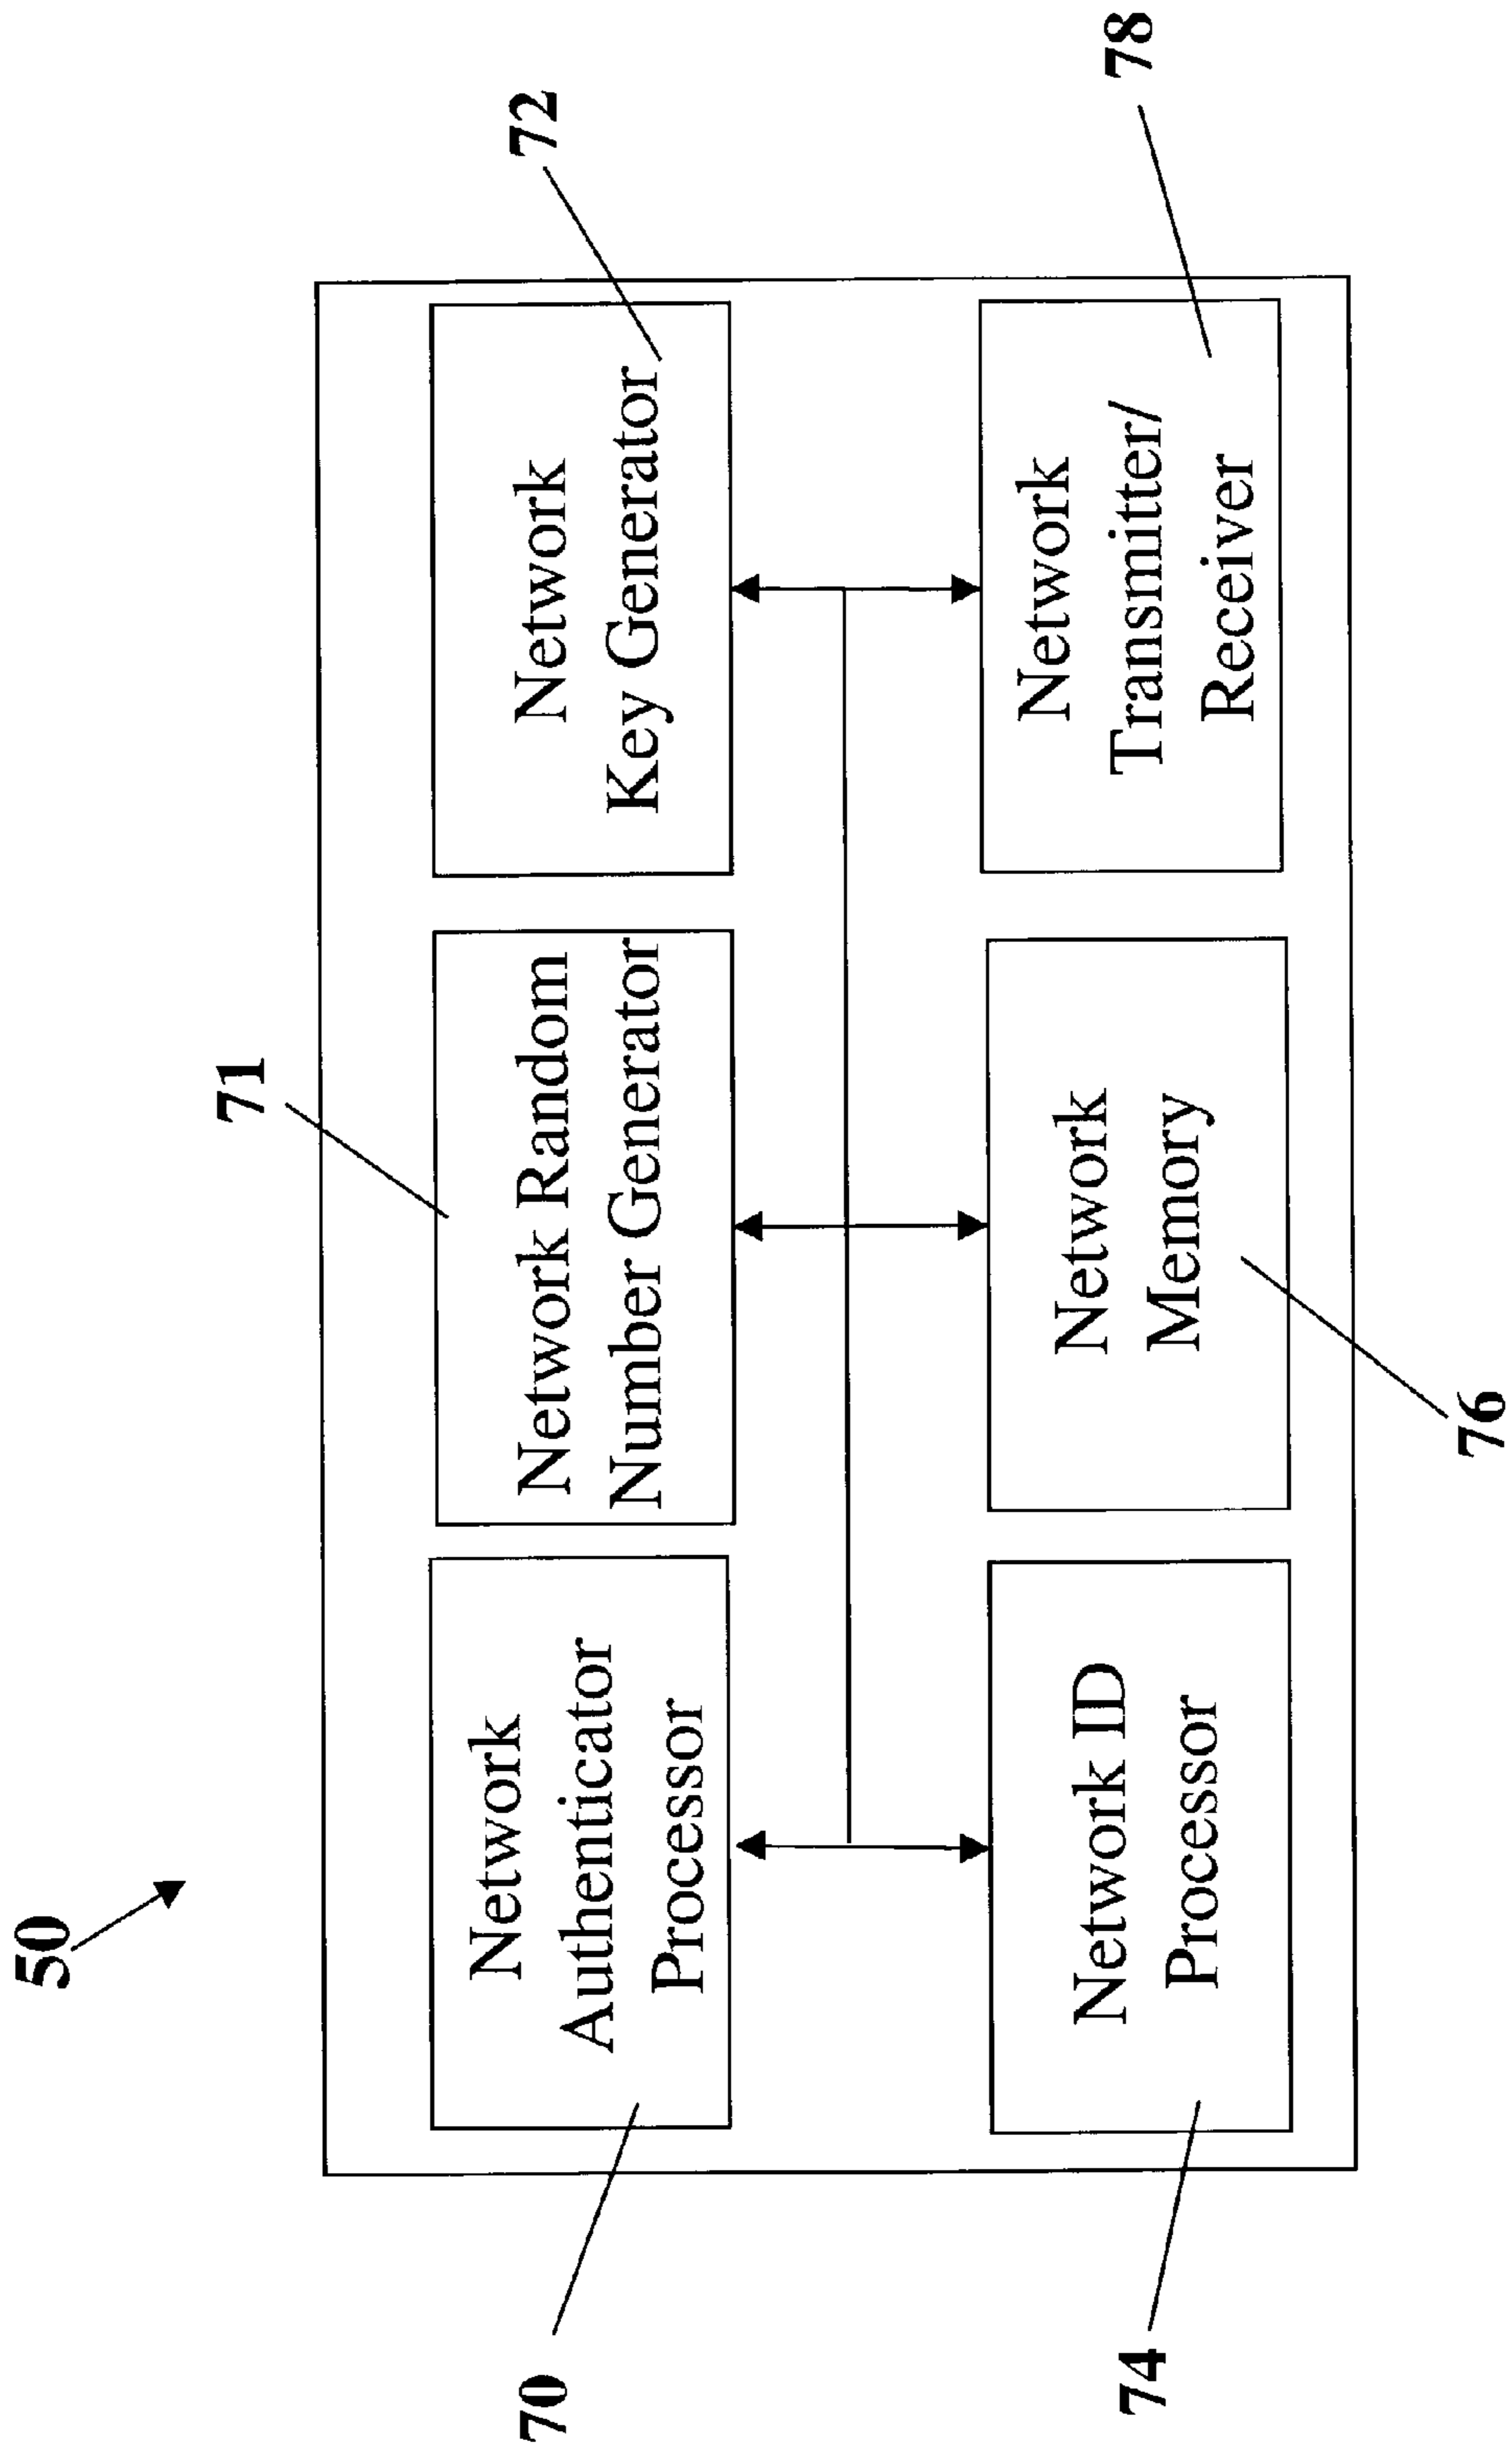 50
71
72
Network
Authenticator
Processor
Network Random
Number Generator
Network
Key Generator
70
Network ID
Processor
Network
Memory
Network
Transmitter/
Receiver
78
74
76